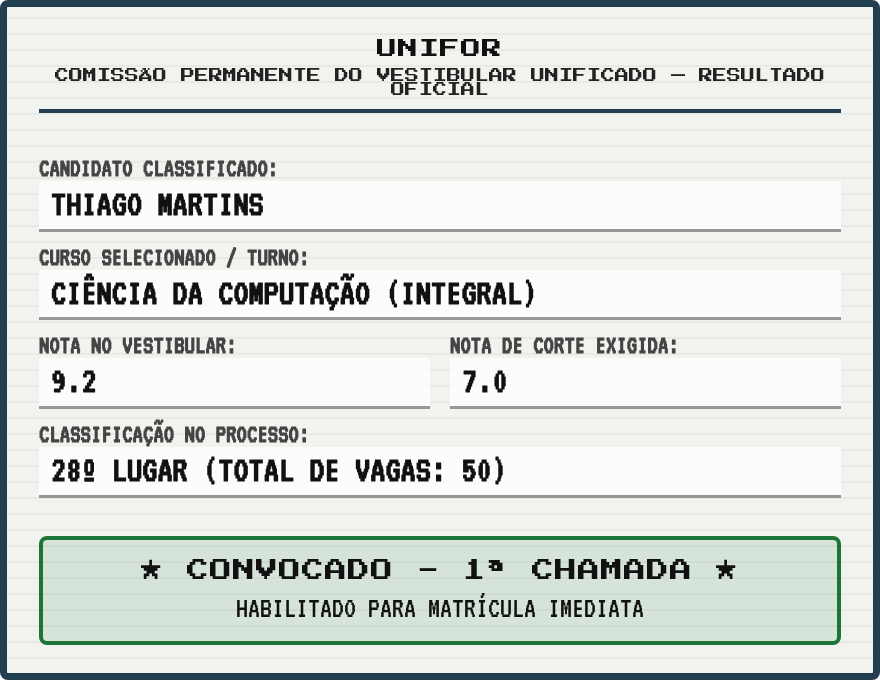 UNIFOR
COMISSÃO PERMANENTE DO VESTIBULAR UNIFICADO — RESULTADO
OFICIAL
CANDIDATO CLASSIFICADO:
THIAGO MARTINS
CURSO SELECIONADO / TURNO:
CIÊNCIA DA COMPUTAÇÃO (INTEGRAL)
NOTA NO VESTIBULAR:
9.2
NOTA DE CORTE EXIGIDA:
7.0
CLASSIFICAÇÃO NO PROCESSO:
28º LUGAR (TOTAL DE VAGAS: 50)
★ CONVOCADO — 1ª CHAMADA ★
HABILITADO PARA MATRÍCULA IMEDIATA